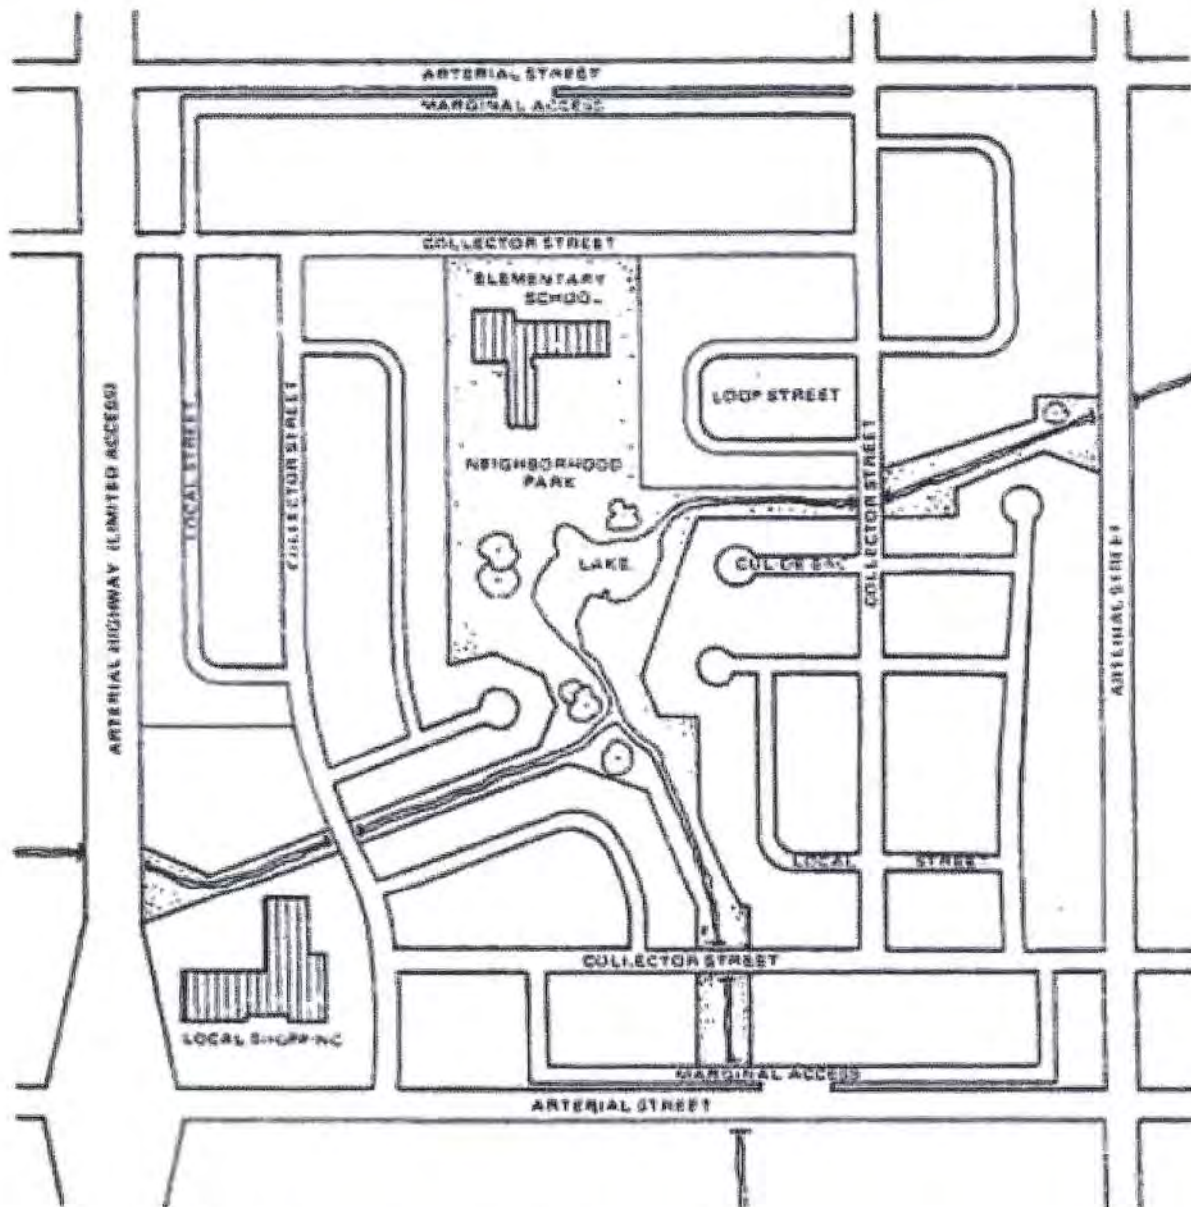 ARTERIAL STREET
MARGINAL ACCESS
COLLECTOR STREET
ELEMENTARY
SCHOOL
ARTERIAL HIGHWAY (LIMITED ACCESS)
LOCAL STREET
COLLECTOR STREET
LOOP STREET
NEIGHBORHOOD
PARK
COLLECTOR STREET
LAKE
CUL DE SAC
ARTERIAL STREET
LOCAL STREET
COLLECTOR STREET
LOCAL SHOPPING
MARGINAL ACCESS
ARTERIAL STREET